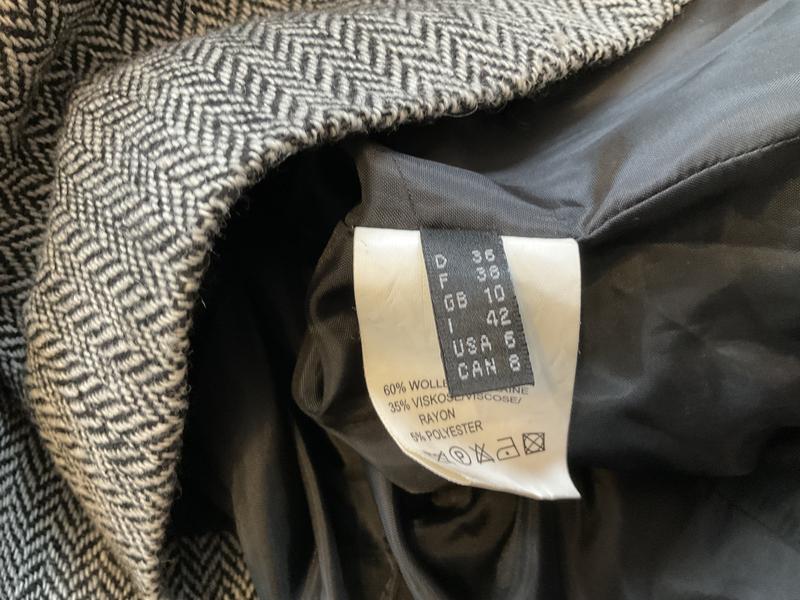 D 36
F 38
GB 10
I 42
USA 6
CAN 8
60% WOLLE
35% VISKOSE/VISCOSE/
RAYON
5% POLYESTER